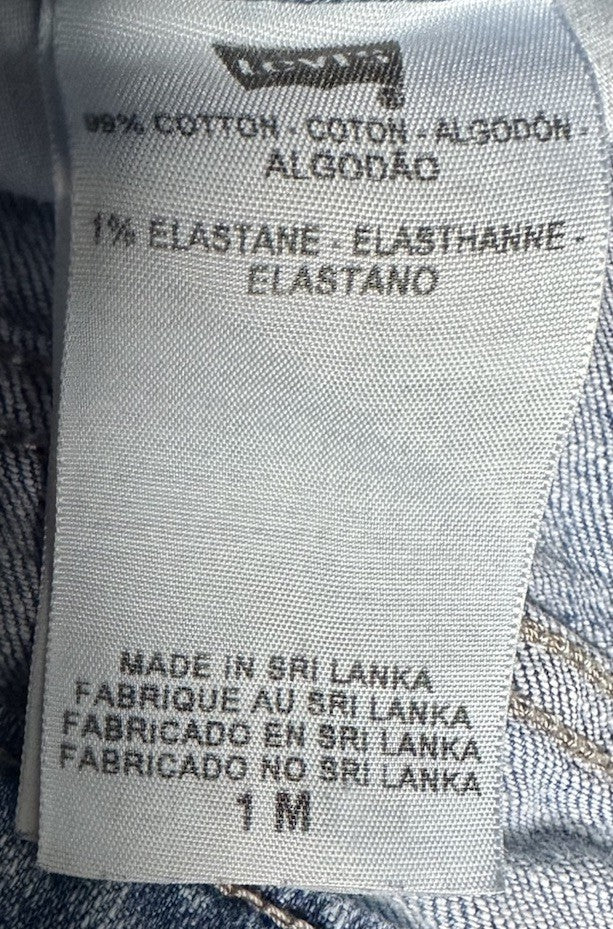 Levi's
®
99% COTTON - COTON - ALGODÓN -
ALGODÃO
1% ELASTANE - ELASTHANNE -
ELASTANO
MADE IN SRI LANKA
FABRIQUE AU SRI LANKA
FABRICADO EN SRI LANKA
FABRICADO NO SRI LANKA
1 M